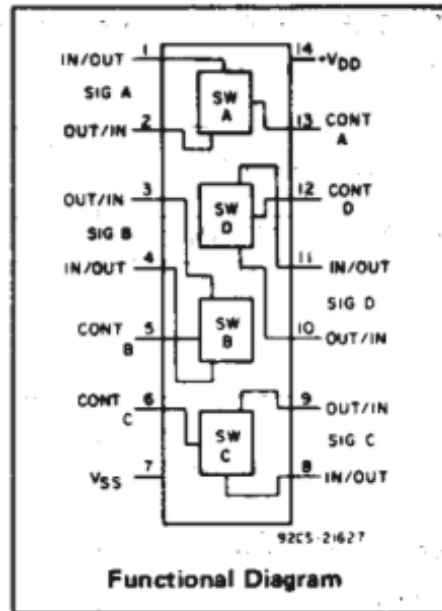 1
IN/OUT
SIG A
2
OUT/IN
3
OUT/IN
SIG B
4
IN/OUT
CONT B
5
CONT C
6
VSS
7
SW A
SW D
SW B
SW C
14
+VDD
13
CONT A
12
CONT D
11
IN/OUT
SIG D
10
OUT/IN
9
OUT/IN
SIG C
8
IN/OUT
92CS-21627
Functional Diagram